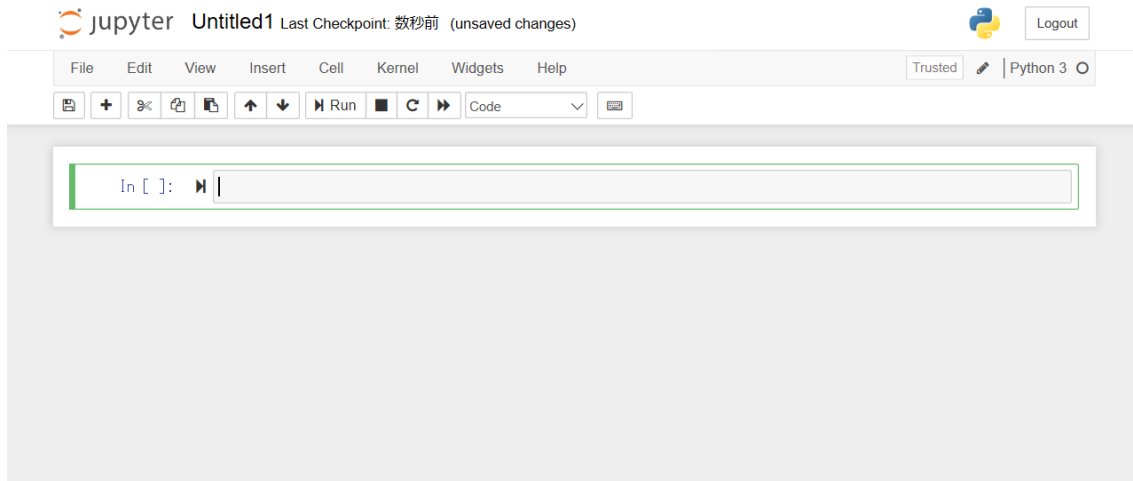 jupyter Untitled1 Last Checkpoint: 数秒前 (unsaved changes) Logout
File Edit View Insert Cell Kernel Widgets Help Trusted Python 3
Run Code
In [ ]: